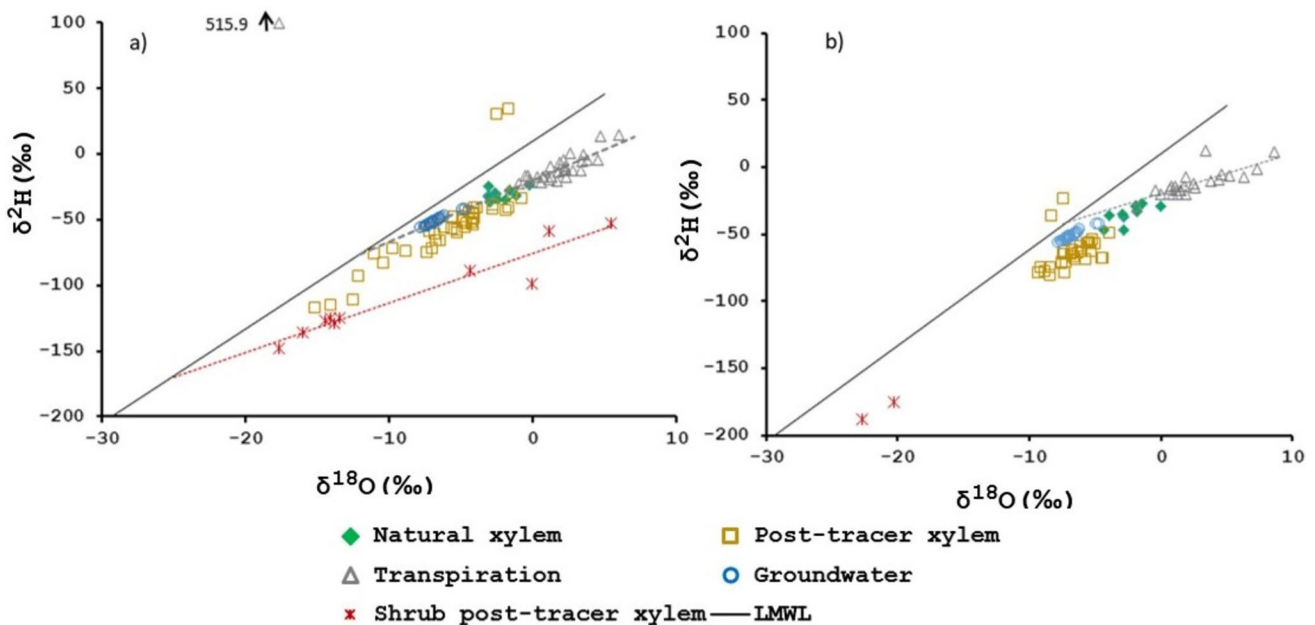 515.9
a)
b)
100
50
0
−50
−100
−150
−200
δ²H (‰)
−30
−20
−10
0
10
δ¹⁸O (‰)
100
50
0
−50
−100
−150
−200
δ²H (‰)
−30
−20
−10
0
10
δ¹⁸O (‰)
Natural xylem
Post-tracer xylem
Transpiration
Groundwater
Shrub post-tracer xylem
LMWL